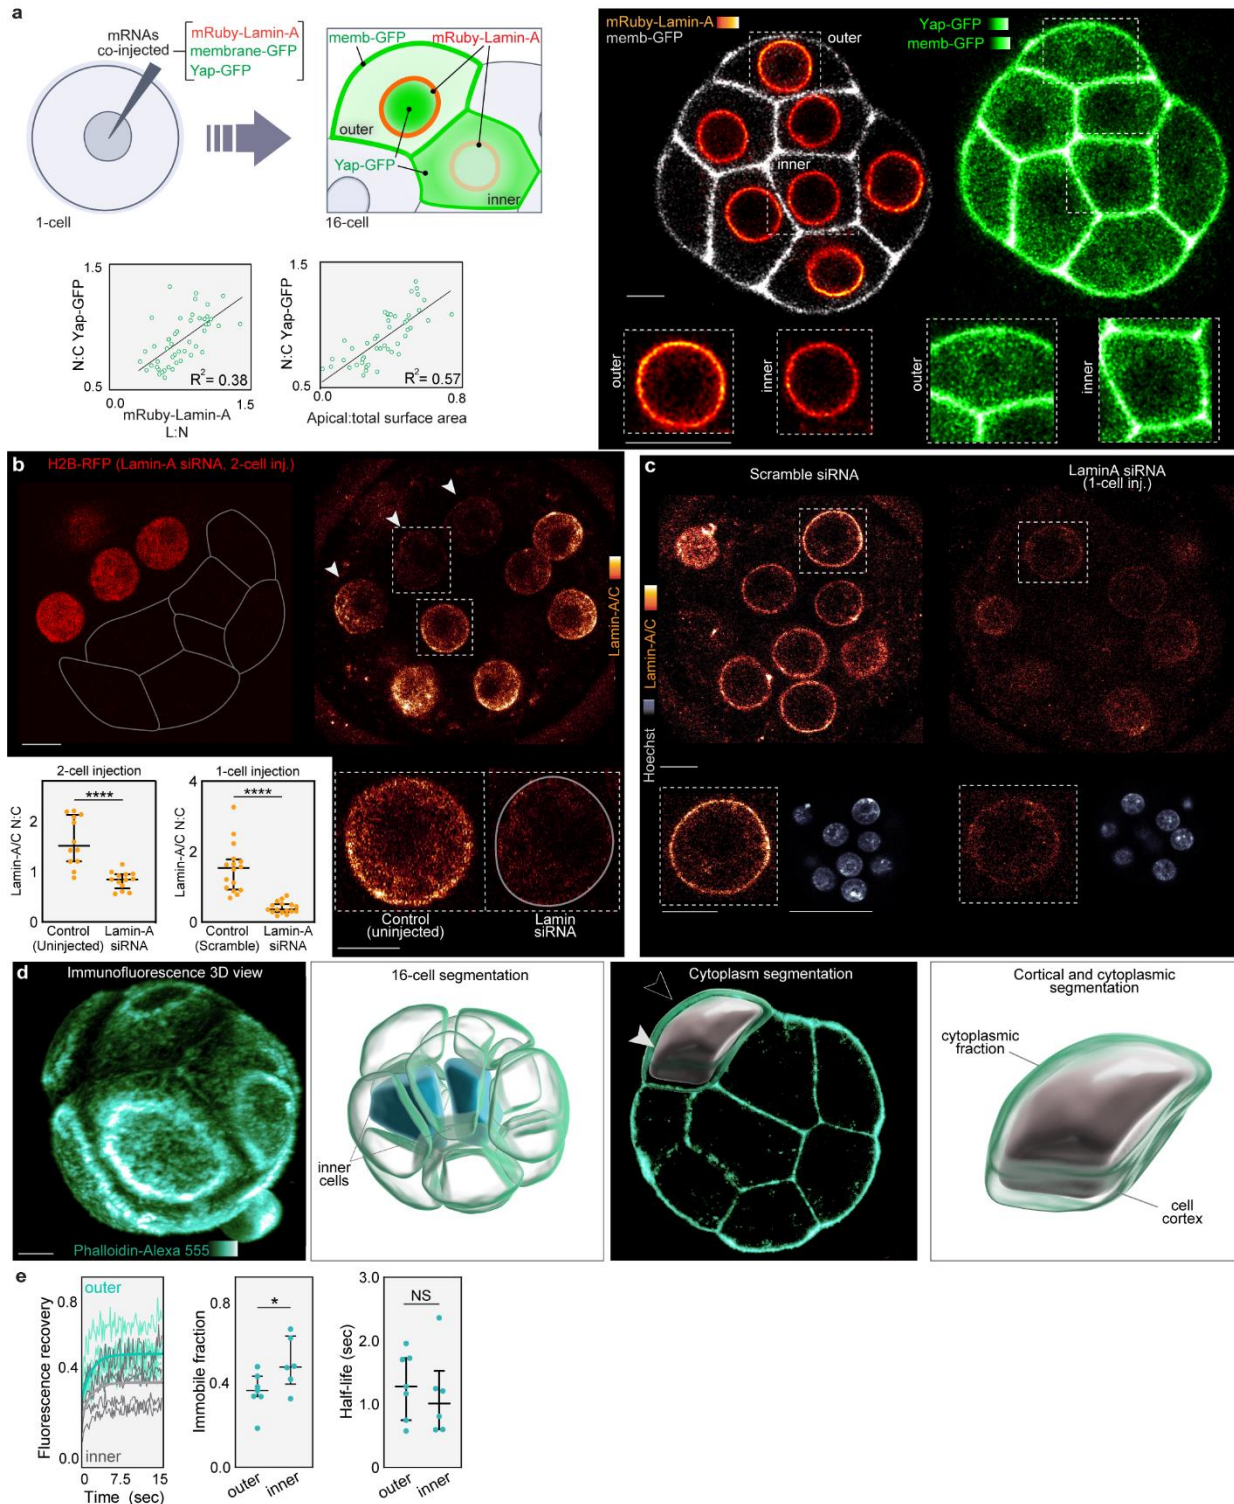 a
mRNAs
co-injected
mRuby-Lamin-A
membrane-GFP
Yap-GFP
1-cell
memb-GFP
mRuby-Lamin-A
outer
Yap-GFP
inner
16-cell
N:C Yap-GFP
1.5
0.5
R² = 0.38
0.0
1.5
mRuby-Lamin-A
L:N
N:C Yap-GFP
1.5
0.5
R² = 0.57
0.0
0.8
Apical:total surface area
mRuby-Lamin-A
memb-GFP
outer
inner
Yap-GFP
memb-GFP
outer
inner
outer
inner
b
H2B-RFP (Lamin-A siRNA, 2-cell inj.)
Lamin-A/C
2-cell injection
Lamin-A/C N:C
2
1
0
****
Control
(Uninjected)
Lamin-A
siRNA
1-cell injection
Lamin-A/C N:C
4
2
0
****
Control
(Scramble)
Lamin-A
siRNA
Control
(uninjected)
Lamin
siRNA
c
Scramble siRNA
LaminA siRNA
(1-cell inj.)
Hoechst
Lamin-A/C
d
Immunofluorescence 3D view
Phalloidin-Alexa 555
16-cell segmentation
inner
cells
Cytoplasm segmentation
Cortical and cytoplasmic
segmentation
cytoplasmic
fraction
cell
cortex
e
Fluorescence recovery
0.8
0.4
0.0
outer
inner
0
7.5
15
Time (sec)
Immobile fraction
0.8
0.4
0.0
*
outer
inner
Half-life (sec)
3.0
2.0
1.0
0
NS
outer
inner